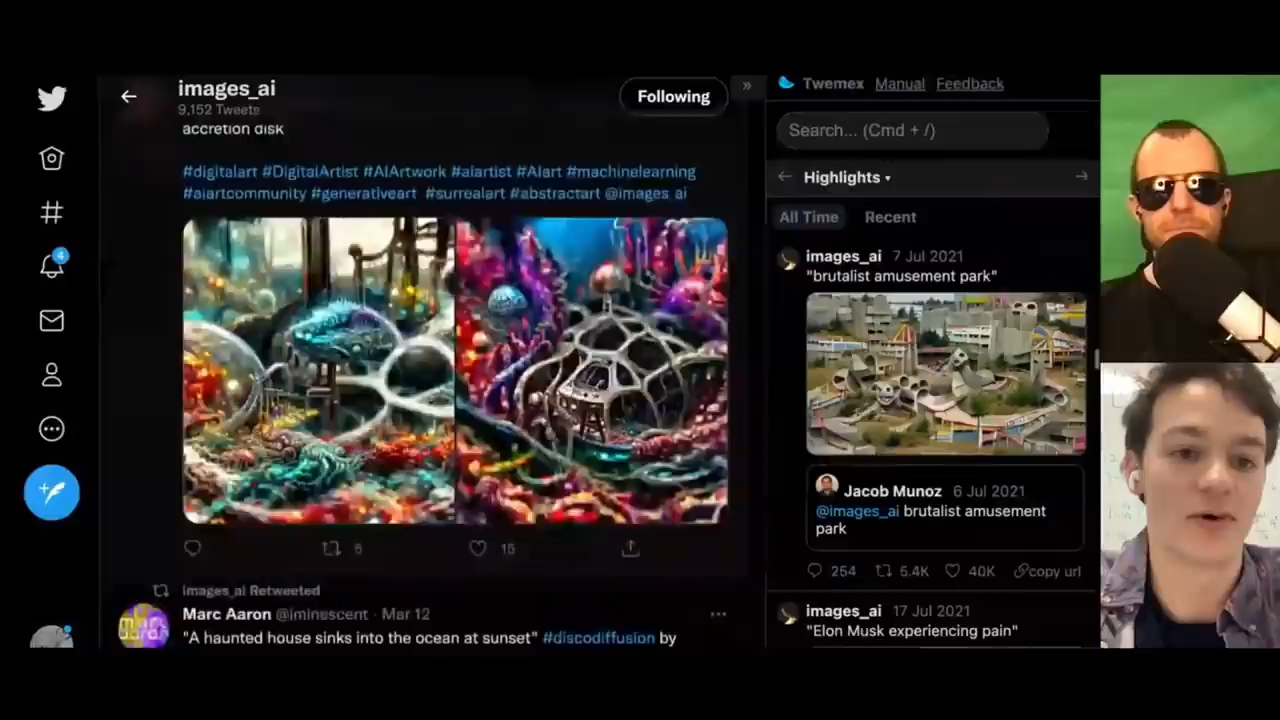 images_ai
9,152 Tweets
Following
»
accretion disk
#digitalart #DigitalArtist #AIArtwork #aiartist #AIart #machinelearning
#aiartcommunity #generativeart #surrealart #abstractart @images_ai
6
15
images_ai Retweeted
Marc Aaron @iminescent · Mar 12
"A haunted house sinks into the ocean at sunset" #discodiffusion by
4
Twemex Manual Feedback
Search... (Cmd + /)
Highlights
All Time Recent
images_ai 7 Jul 2021
"brutalist amusement park"
Jacob Munoz 6 Jul 2021
@images_ai brutalist amusement
park
254 5.4K 40K copy url
images_ai 17 Jul 2021
"Elon Musk experiencing pain"